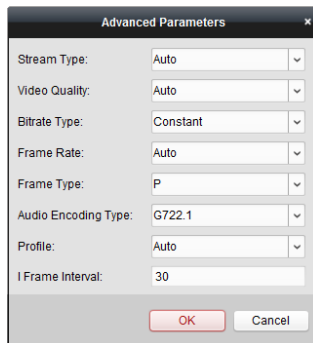 Advanced Parameters ×
Stream Type: Auto
Video Quality: Auto
Bitrate Type: Constant
Frame Rate: Auto
Frame Type: P
Audio Encoding Type: G722.1
Profile: Auto
I Frame Interval: 30
OK Cancel